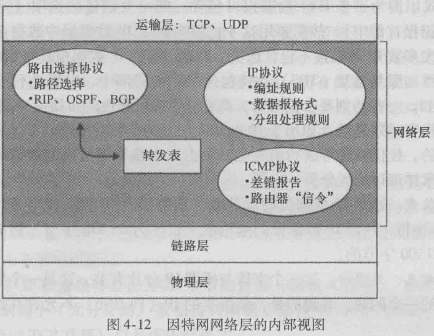 运输层：TCP、UDP
路由选择协议
•路径选择
•RIP、OSPF、BGP
IP协议
•编址规则
•数据报格式
•分组处理规则
转发表
ICMP协议
•差错报告
•路由器“信令”
网络层
链路层
物理层
图 4-12 因特网网络层的内部视图